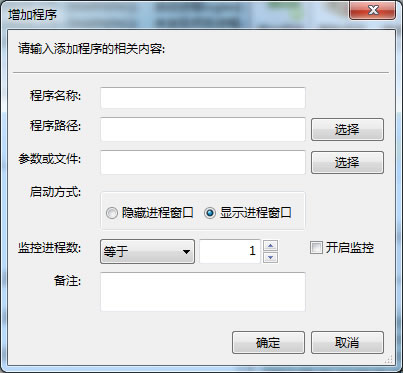 增加程序
请输入添加程序的相关内容:
程序名称:
程序路径: 选择
参数或文件: 选择
启动方式:
隐藏进程窗口 显示进程窗口
监控进程数: 等于 1 开启监控
备注:
确定 取消